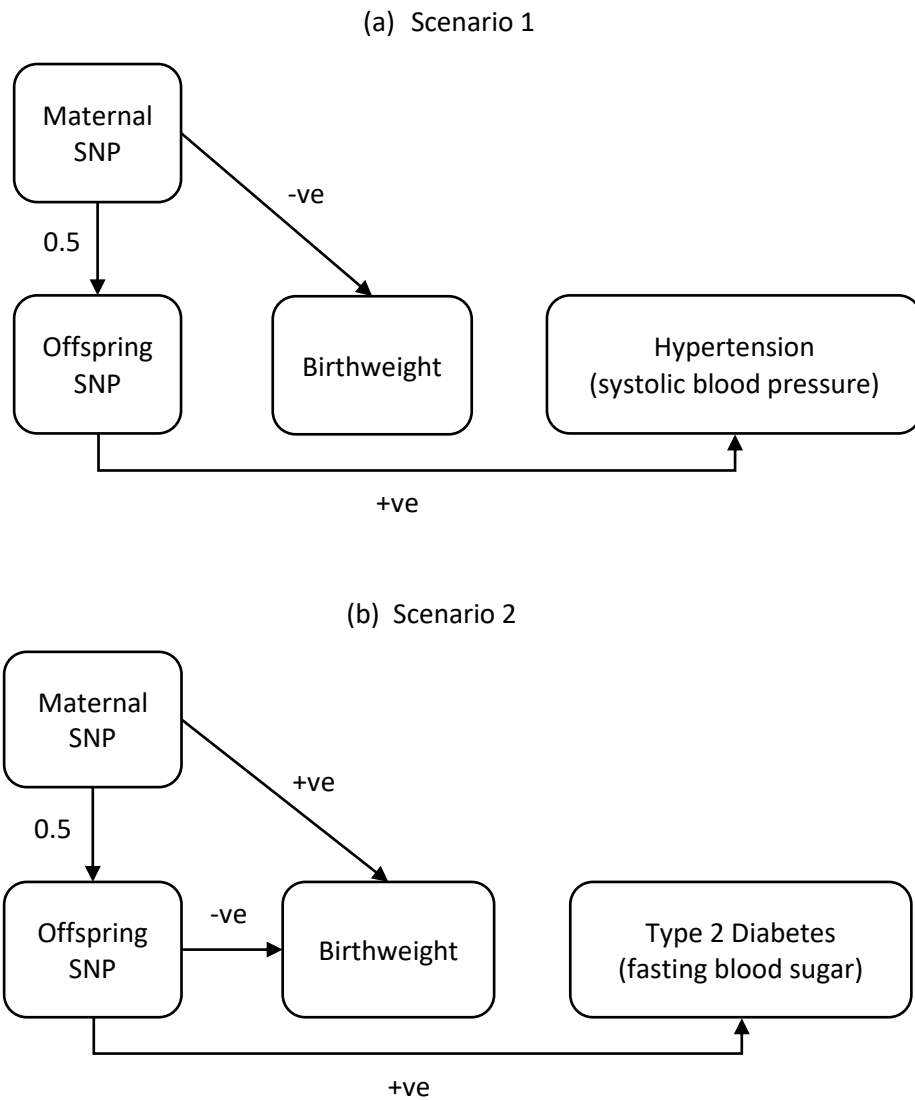 (a) Scenario 1
Maternal
SNP
-ve
0.5
Offspring
SNP
Birthweight
Hypertension
(systolic blood pressure)
+ve
(b) Scenario 2
Maternal
SNP
+ve
0.5
Offspring
SNP
-ve
Birthweight
Type 2 Diabetes
(fasting blood sugar)
+ve